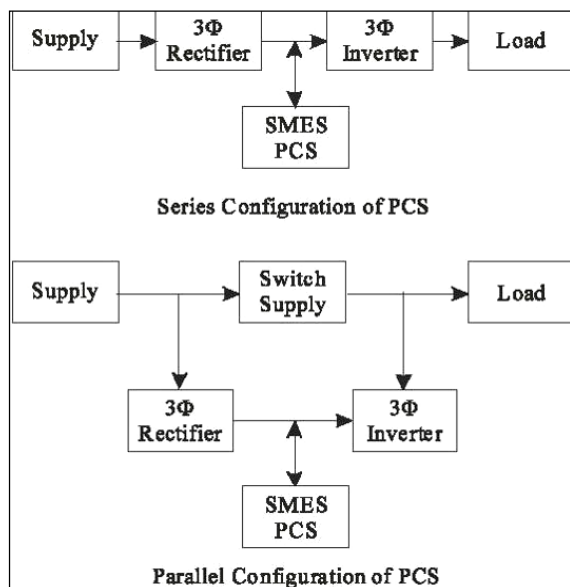 Supply
3Φ
Rectifier
3Φ
Inverter
Load
SMES
PCS
Series Configuration of PCS
Supply
Switch
Supply
Load
3Φ
Rectifier
3Φ
Inverter
SMES
PCS
Parallel Configuration of PCS